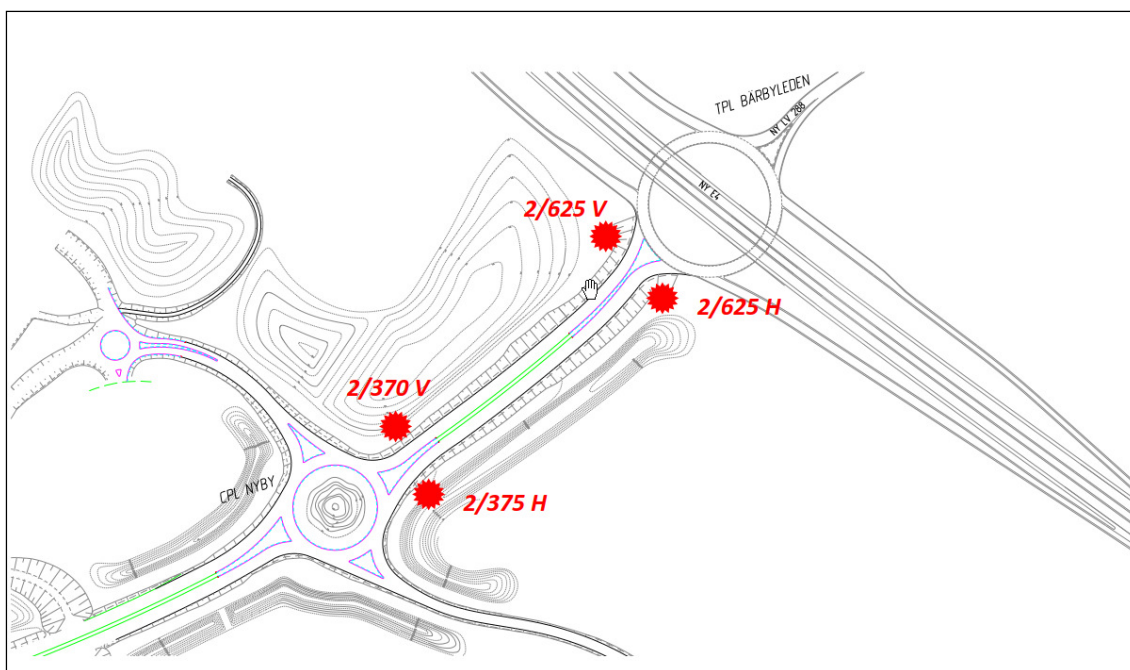 TPL BÄRBYLEDEN
NY LV 288
NY E4
2/625 V
2/625 H
2/370 V
CPL NYBY
2/375 H